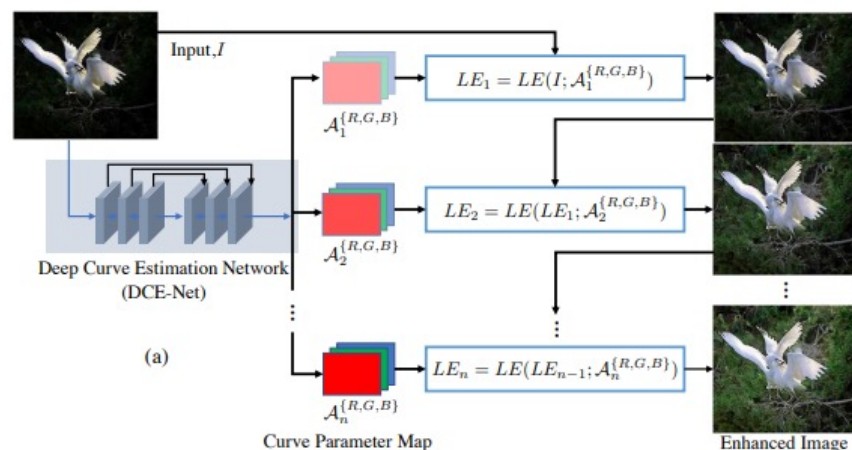 Input,I
LE₁ = LE(I; A₁^{R,G,B})
A₁^{R,G,B}
LE₂ = LE(LE₁; A₂^{R,G,B})
A₂^{R,G,B}
Deep Curve Estimation Network
(DCE-Net)
...
...
...
(a)
LEₙ = LE(LEₙ₋₁; Aₙ^{R,G,B})
Aₙ^{R,G,B}
Curve Parameter Map
Enhanced Image